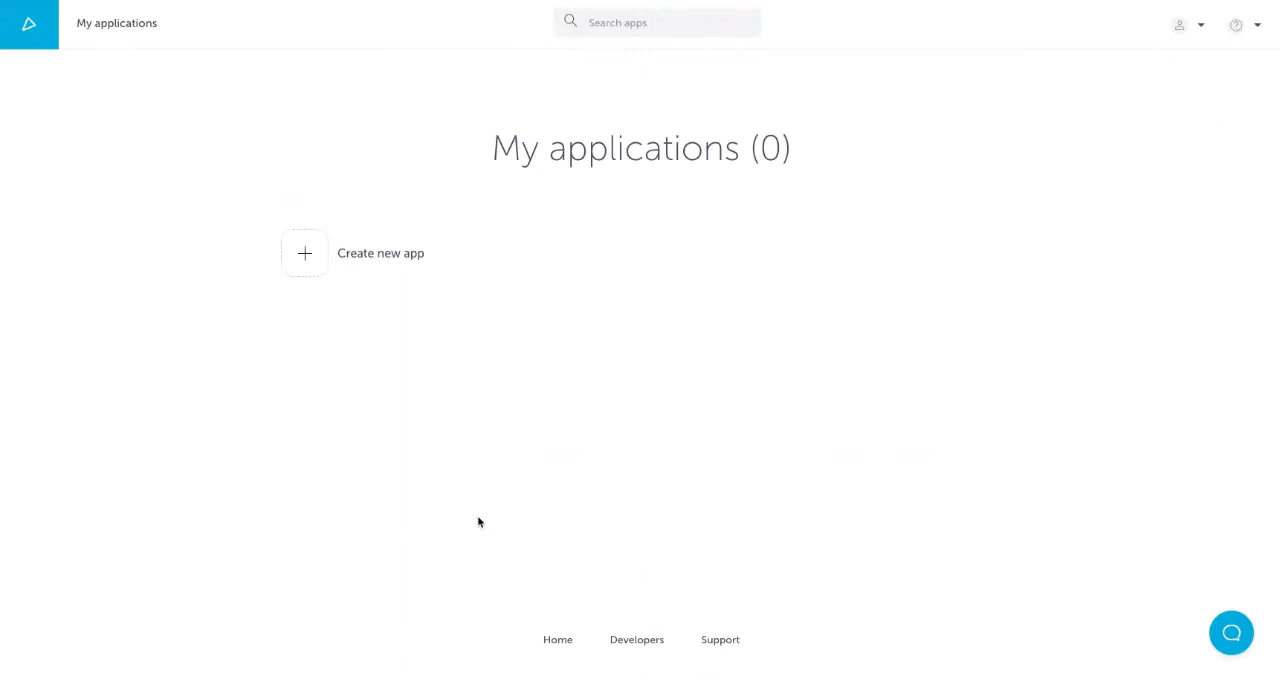 My applications
Search apps
My applications (0)
Create new app
Home
Developers
Support